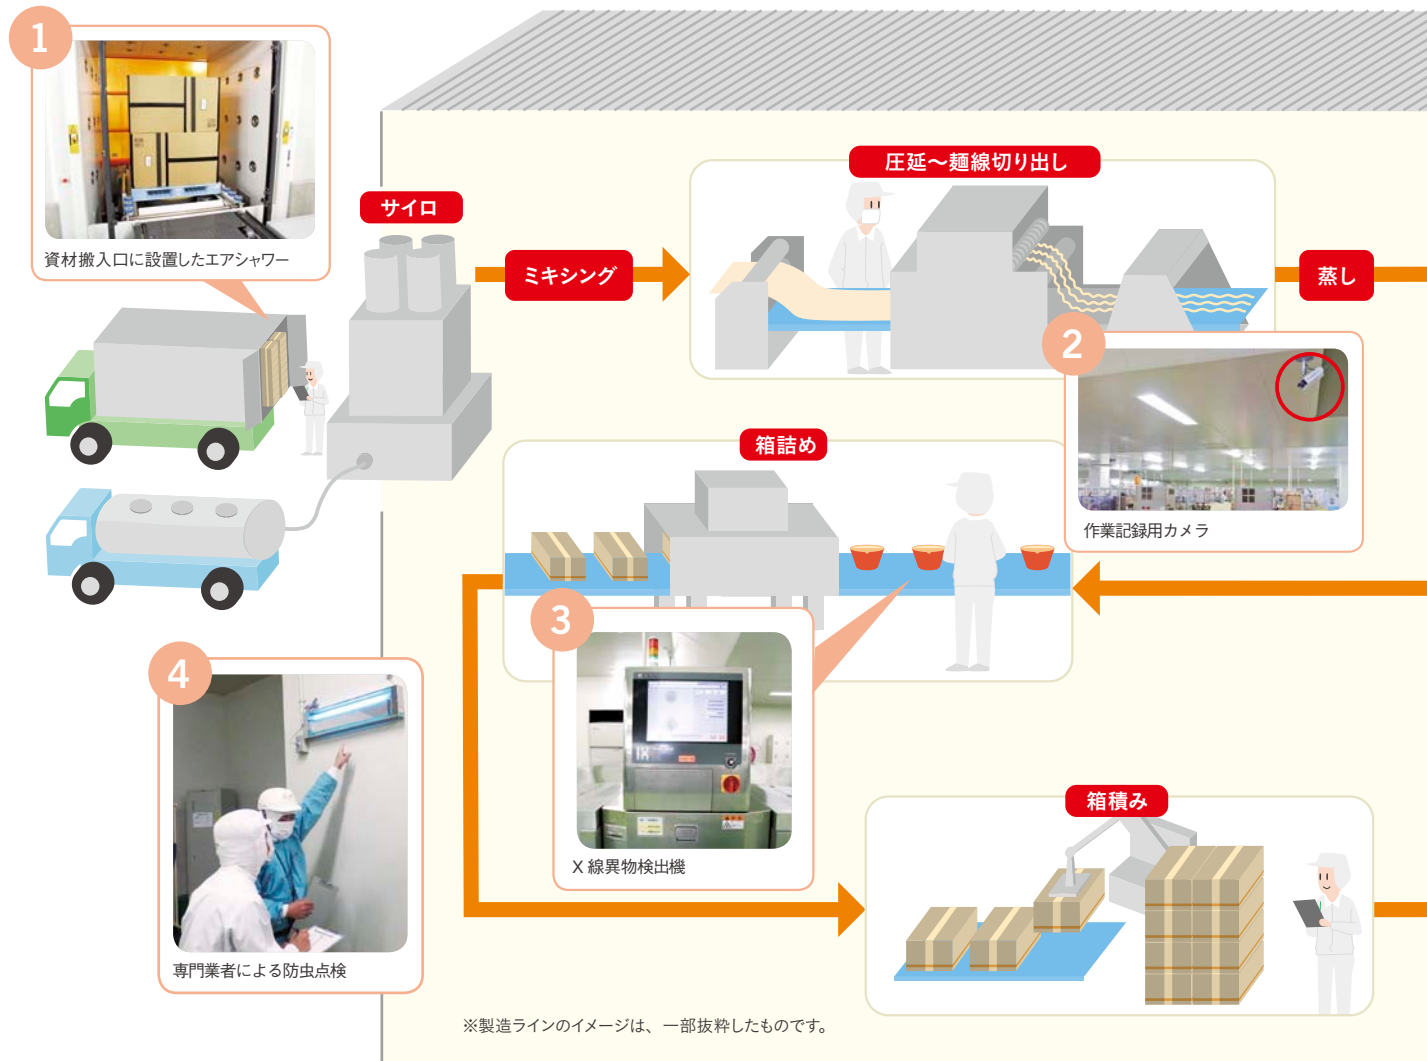 1
資材搬入口に設置したエアシャワー
サイロ
ミキシング
圧延～麺線切り出し
蒸し
2
作業記録用カメラ
箱詰め
3
X 線異物検出機
4
専門業者による防虫点検
箱積み
※製造ラインのイメージは、一部抜粋したものです。